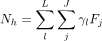 N_h = \sum_{l}^{L} \sum_{j}^{J} \gamma_l F_j